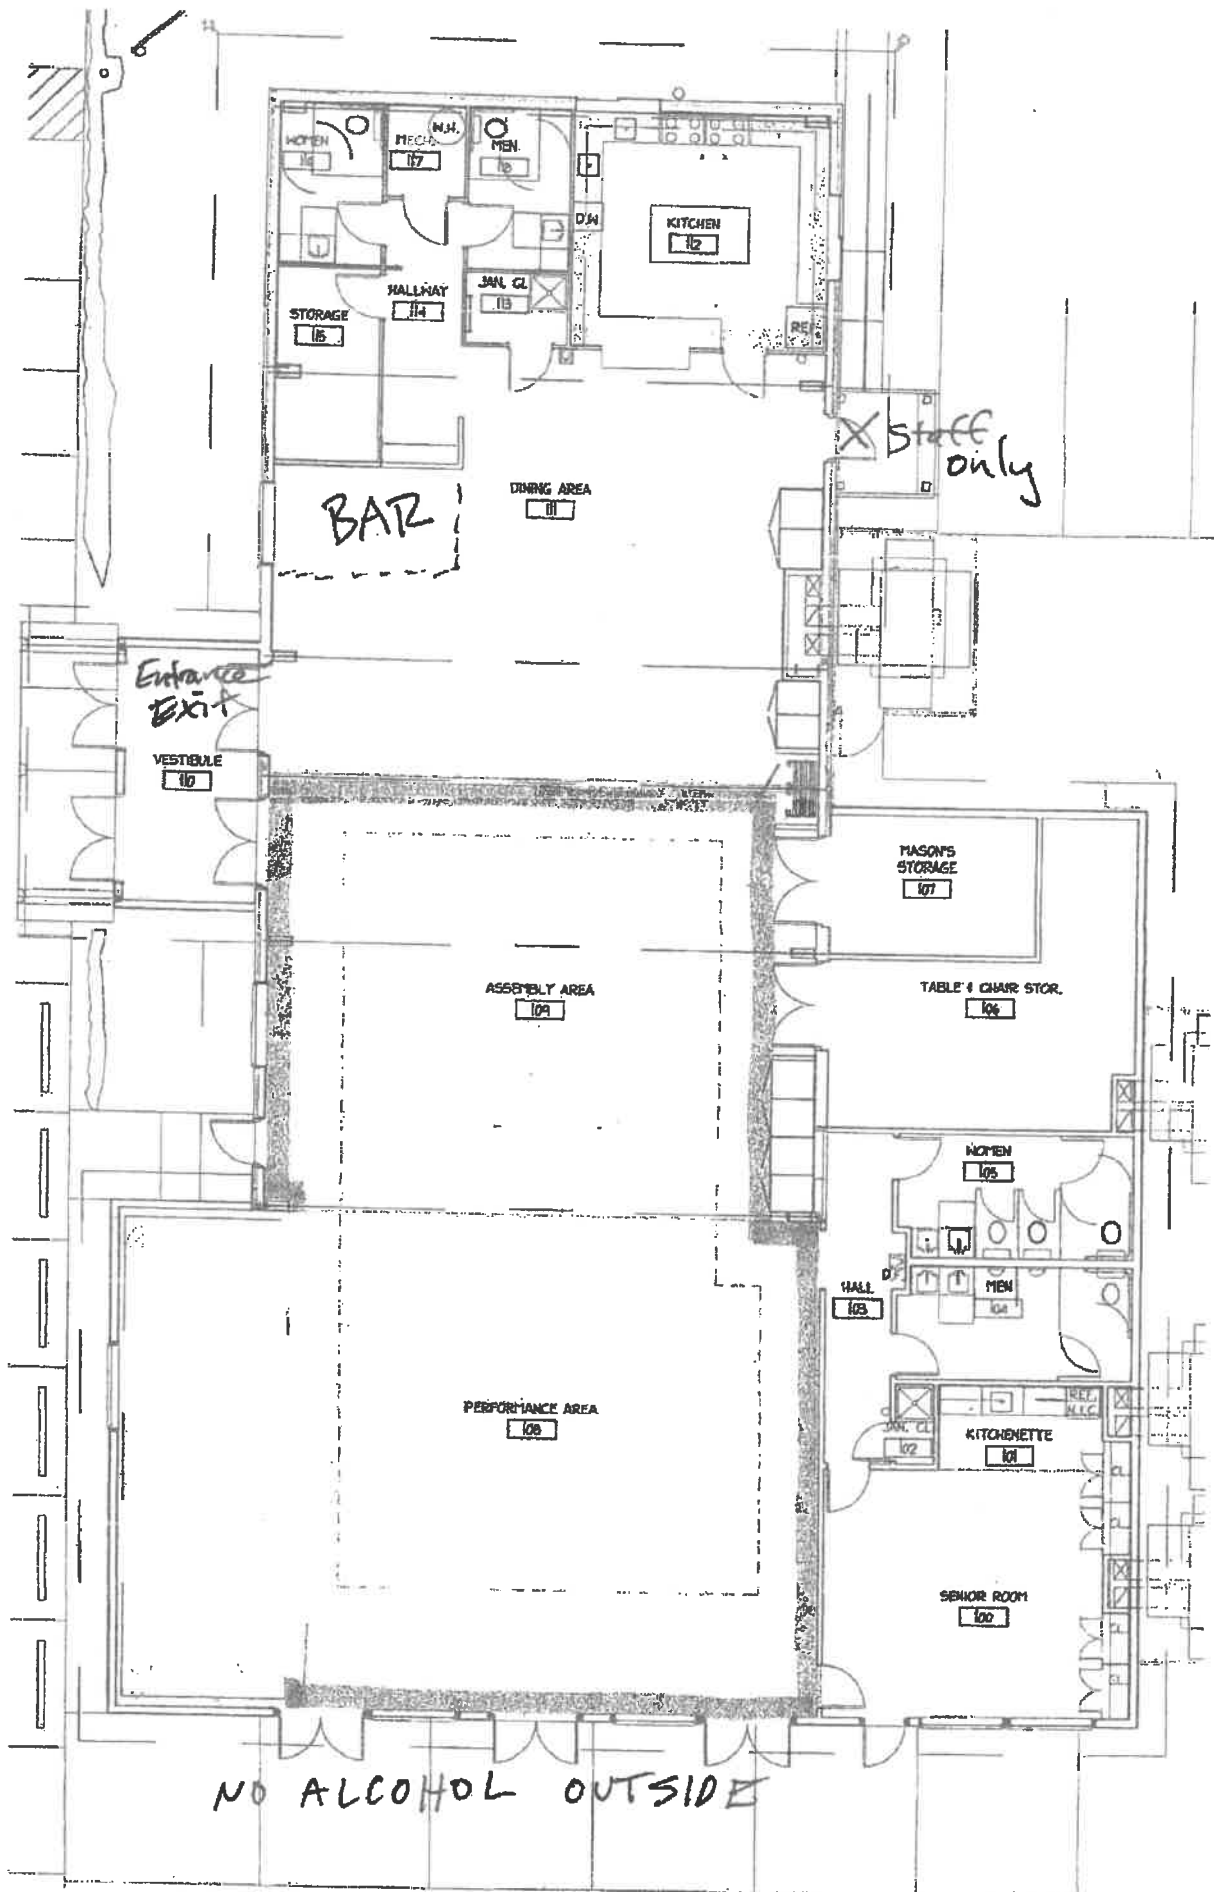 WOMEN
116
MECH.
117
W.H.
MEN
118
D.W.
KITCHEN
112
HALLWAY
114
JAN. CL.
113
STORAGE
115
REF
X Staff
only
DINING AREA
111
BAR
Entrance
Exit
VESTIBULE
110
MASON'S
STORAGE
107
ASSEMBLY AREA
109
TABLE & CHAIR STOR.
106
WOMEN
105
D
HALL
103
MEN
104
PERFORMANCE AREA
108
JAN. CL.
102
REF.
N.I.C.
KITCHENETTE
101
SENIOR ROOM
100
NO ALCOHOL OUTSIDE